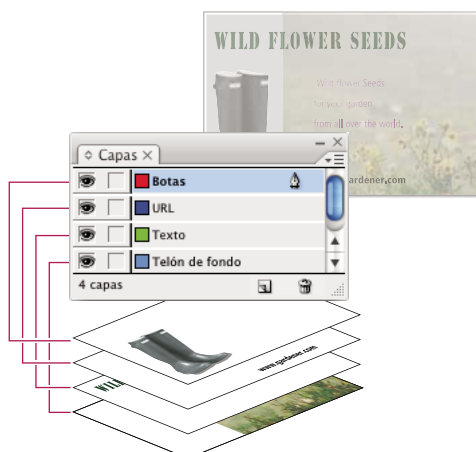 WILD FLOWER SEEDS
Wild flower Seeds
for your garden
from all over the world.
ardener.com
Capas
Botas
URL
Texto
Telón de fondo
4 capas
www.gardener.com
WILD